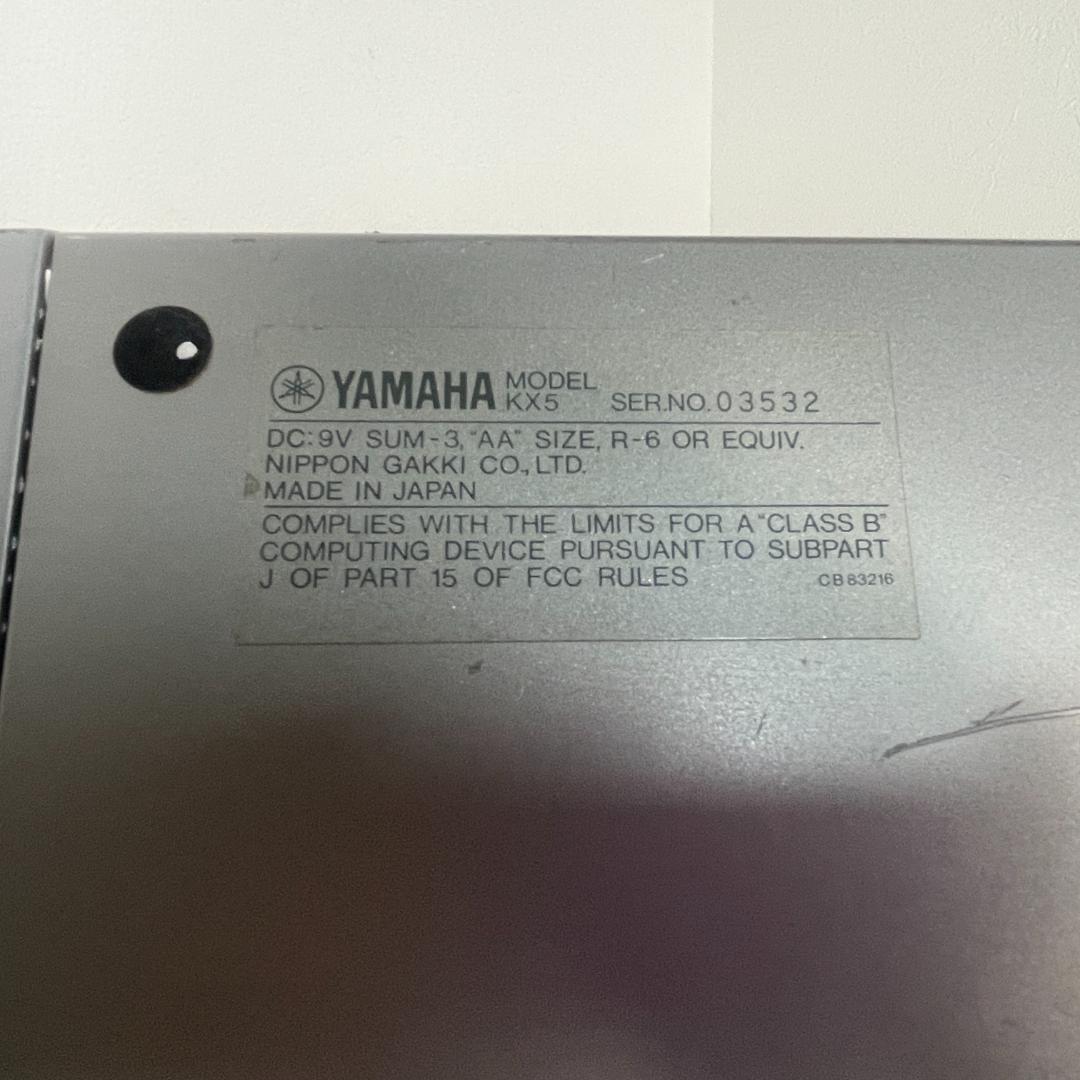 YAMAHA MODEL KX5 SER.NO. 03532
DC: 9V SUM-3, "AA" SIZE, R-6 OR EQUIV.
NIPPON GAKKI CO., LTD.
MADE IN JAPAN
COMPLIES WITH THE LIMITS FOR A "CLASS B"
COMPUTING DEVICE PURSUANT TO SUBPART
J OF PART 15 OF FCC RULES CB83216